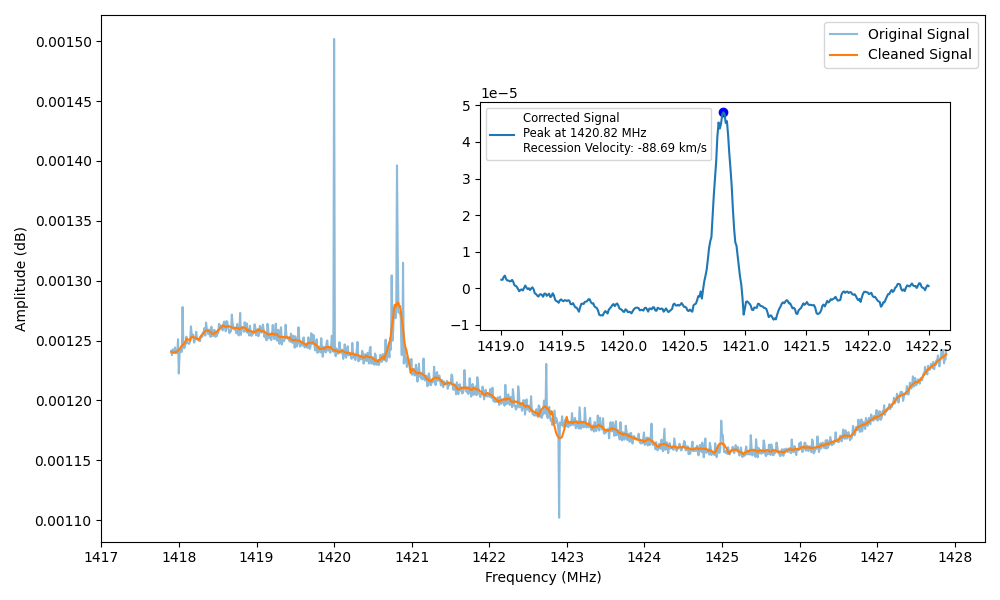 Original Signal
Cleaned Signal
1e−5
Corrected Signal
Peak at 1420.82 MHz
Recession Velocity: -88.69 km/s
5
4
3
2
1
0
−1
1419.0 1419.5 1420.0 1420.5 1421.0 1421.5 1422.0 1422.5
Amplitude (dB)
0.00150
0.00145
0.00140
0.00135
0.00130
0.00125
0.00120
0.00115
0.00110
1417 1418 1419 1420 1421 1422 1423 1424 1425 1426 1427 1428
Frequency (MHz)